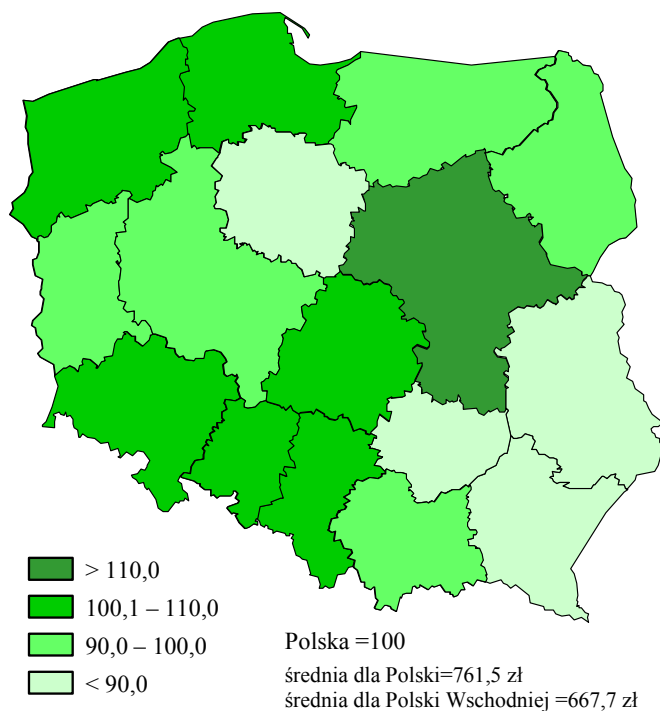 > 110,0
100,1 – 110,0
90,0 – 100,0
< 90,0
Polska =100
średnia dla Polski=761,5 zł
średnia dla Polski Wschodniej =667,7 zł